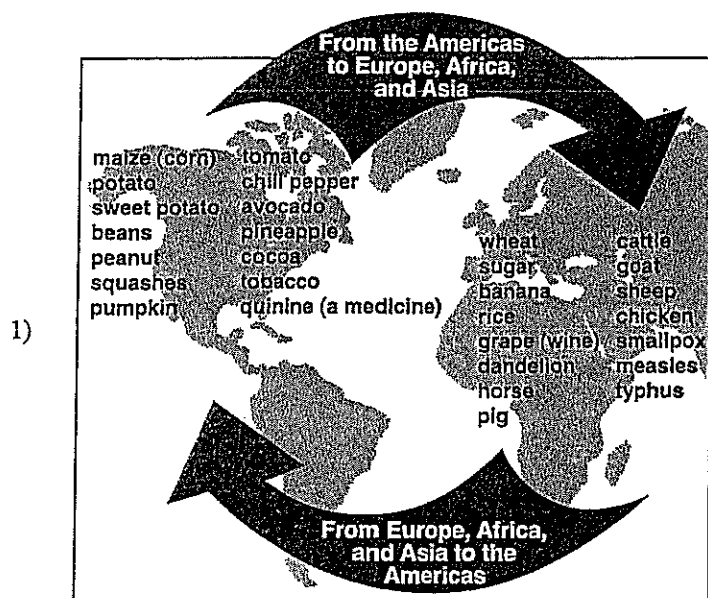 From the Americas
to Europe, Africa,
and Asia
maize (corn)
potato
sweet potato
beans
peanut
squashes
pumpkin
tomato
chili pepper
avocado
pineapple
cocoa
tobacco
quinine (a medicine)
wheat
sugar
banana
rice
grape (wine)
dandelion
horse
pig
cattle
goat
sheep
chicken
smallpox
measles
typhus
1)
From Europe, Africa,
and Asia to the
Americas